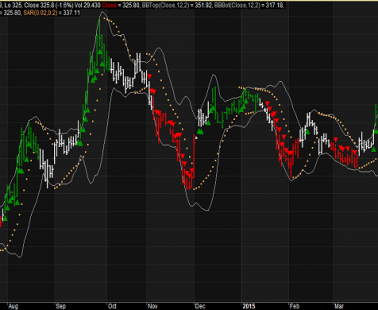 Lo 325, Close 325.8 (-1.6%) Vol 29,430 Close = 325.80, BBTop(Close,12,2) = 351.92, BBBot(Close,12,2) = 317.18,
= 325.80, SAR(0.02,0.2) = 337.11
Aug Sep Oct Nov Dec 2015 Feb Mar